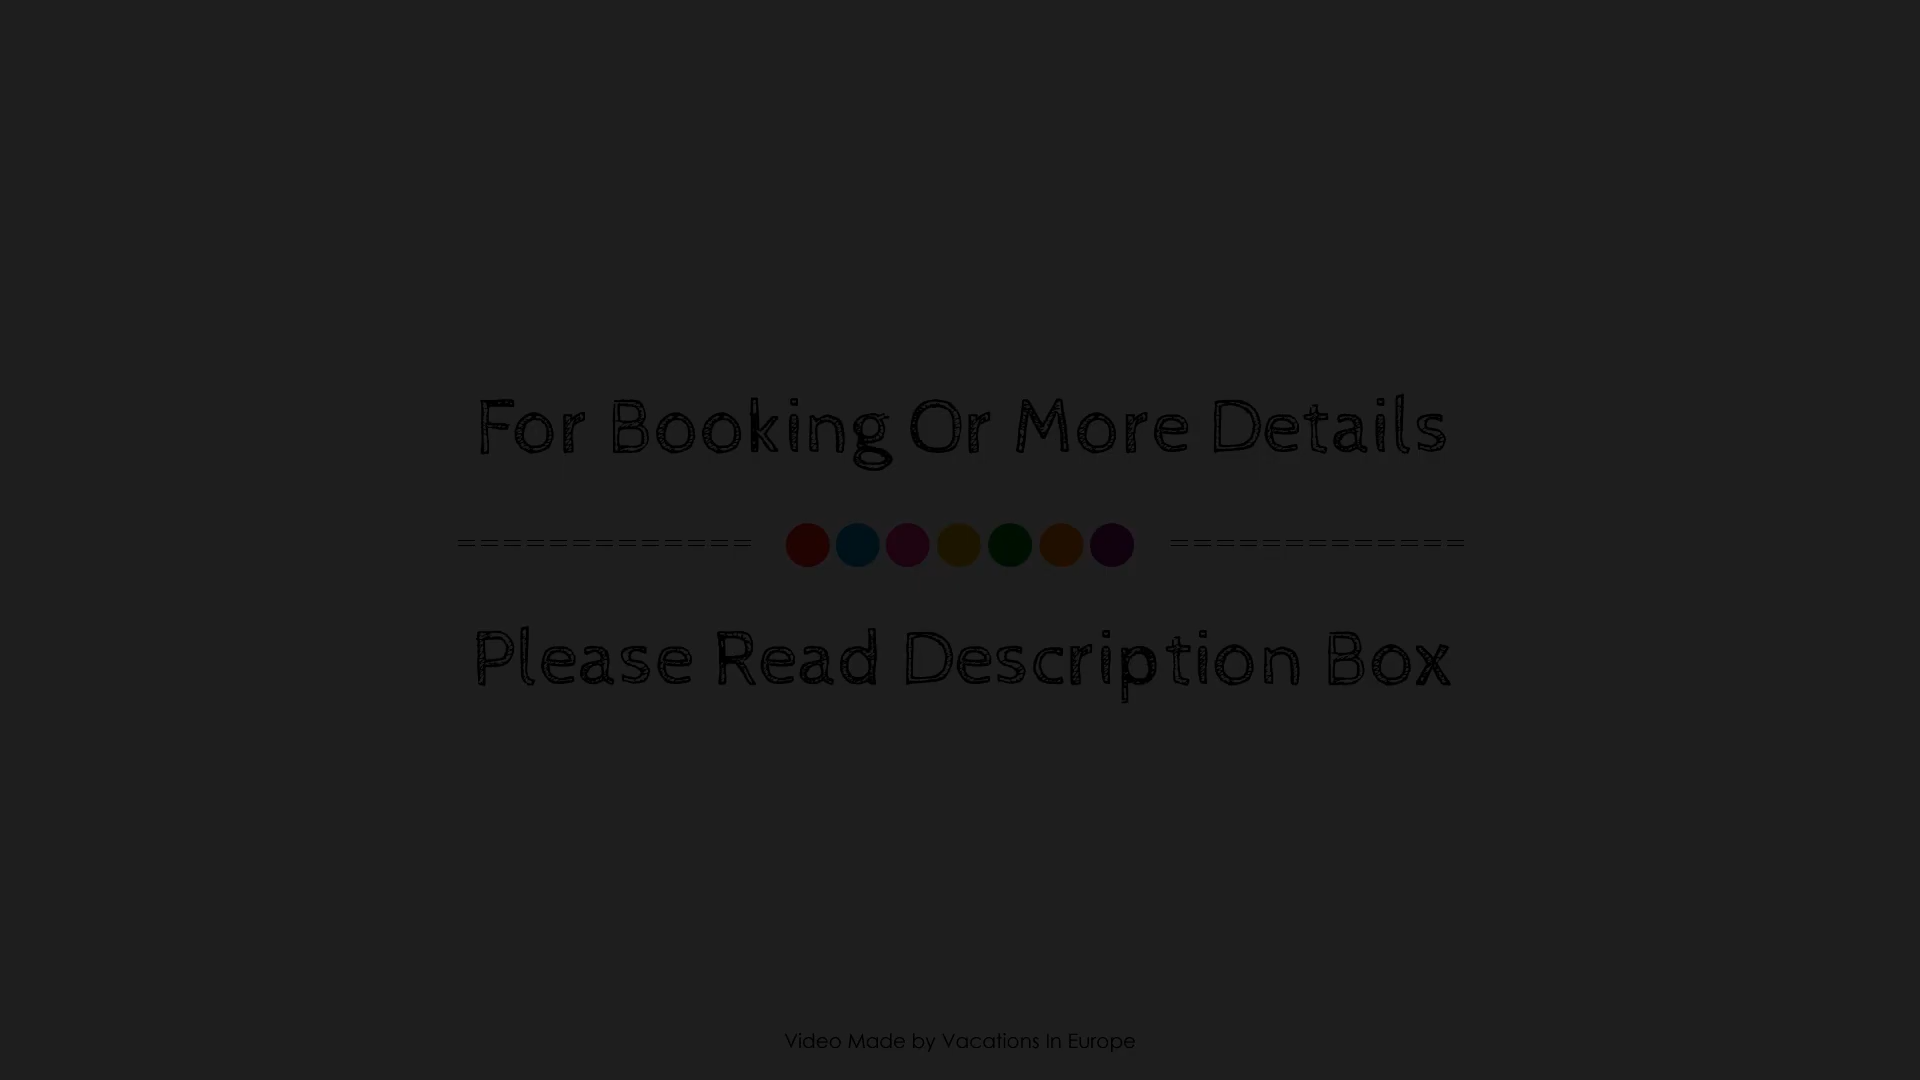 For Booking Or More Details
============= =============
Please Read Description Box
Video Made by Vacations In Europe